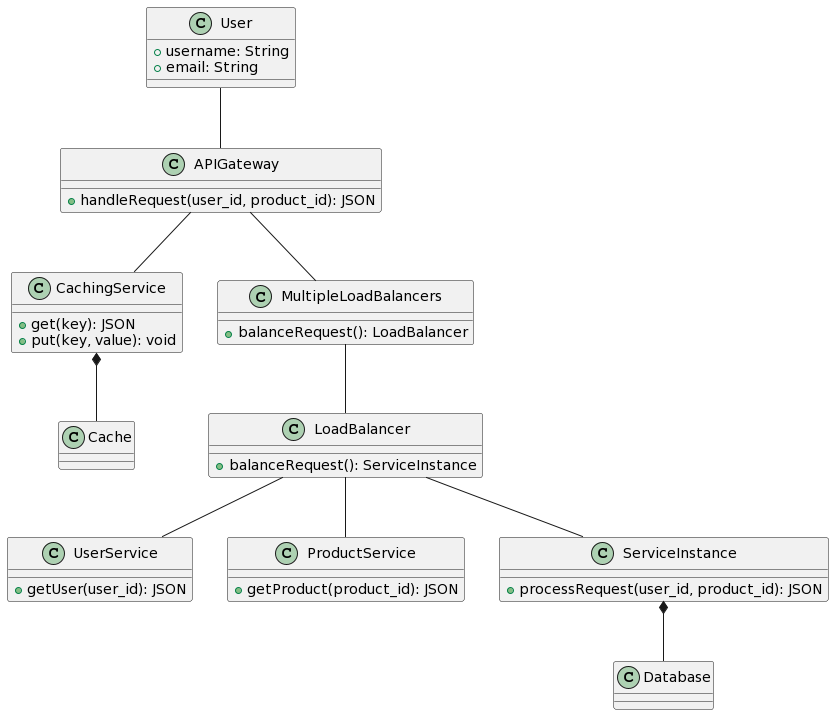 C User
username: String
email: String
C APIGateway
handleRequest(user_id, product_id): JSON
C CachingService
get(key): JSON
put(key, value): void
C MultipleLoadBalancers
balanceRequest(): LoadBalancer
C Cache
C LoadBalancer
balanceRequest(): ServiceInstance
C UserService
getUser(user_id): JSON
C ProductService
getProduct(product_id): JSON
C ServiceInstance
processRequest(user_id, product_id): JSON
C Database